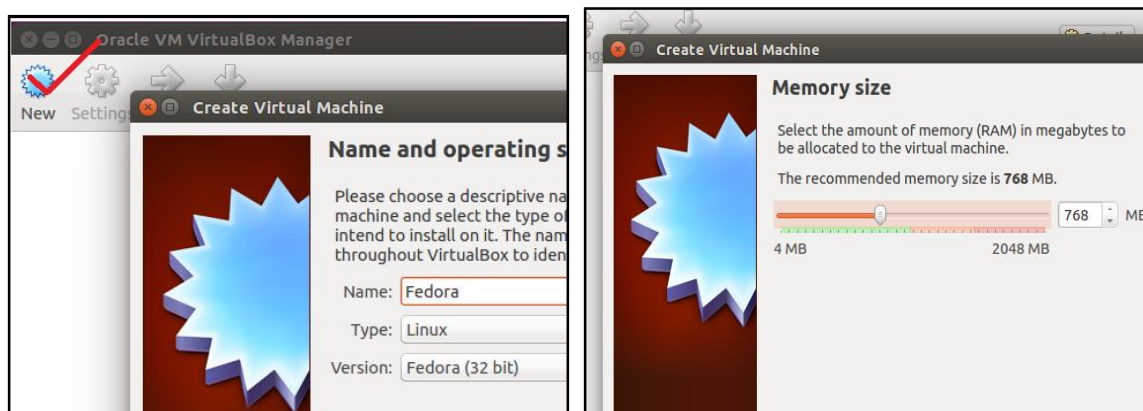 Oracle VM VirtualBox Manager
New Settings
Create Virtual Machine
Name and operating s
Please choose a descriptive na
machine and select the type of
intend to install on it. The nam
throughout VirtualBox to iden
Name: Fedora
Type: Linux
Version: Fedora (32 bit)
Create Virtual Machine
Memory size
Select the amount of memory (RAM) in megabytes to
be allocated to the virtual machine.
The recommended memory size is 768 MB.
768 MB
4 MB 2048 MB